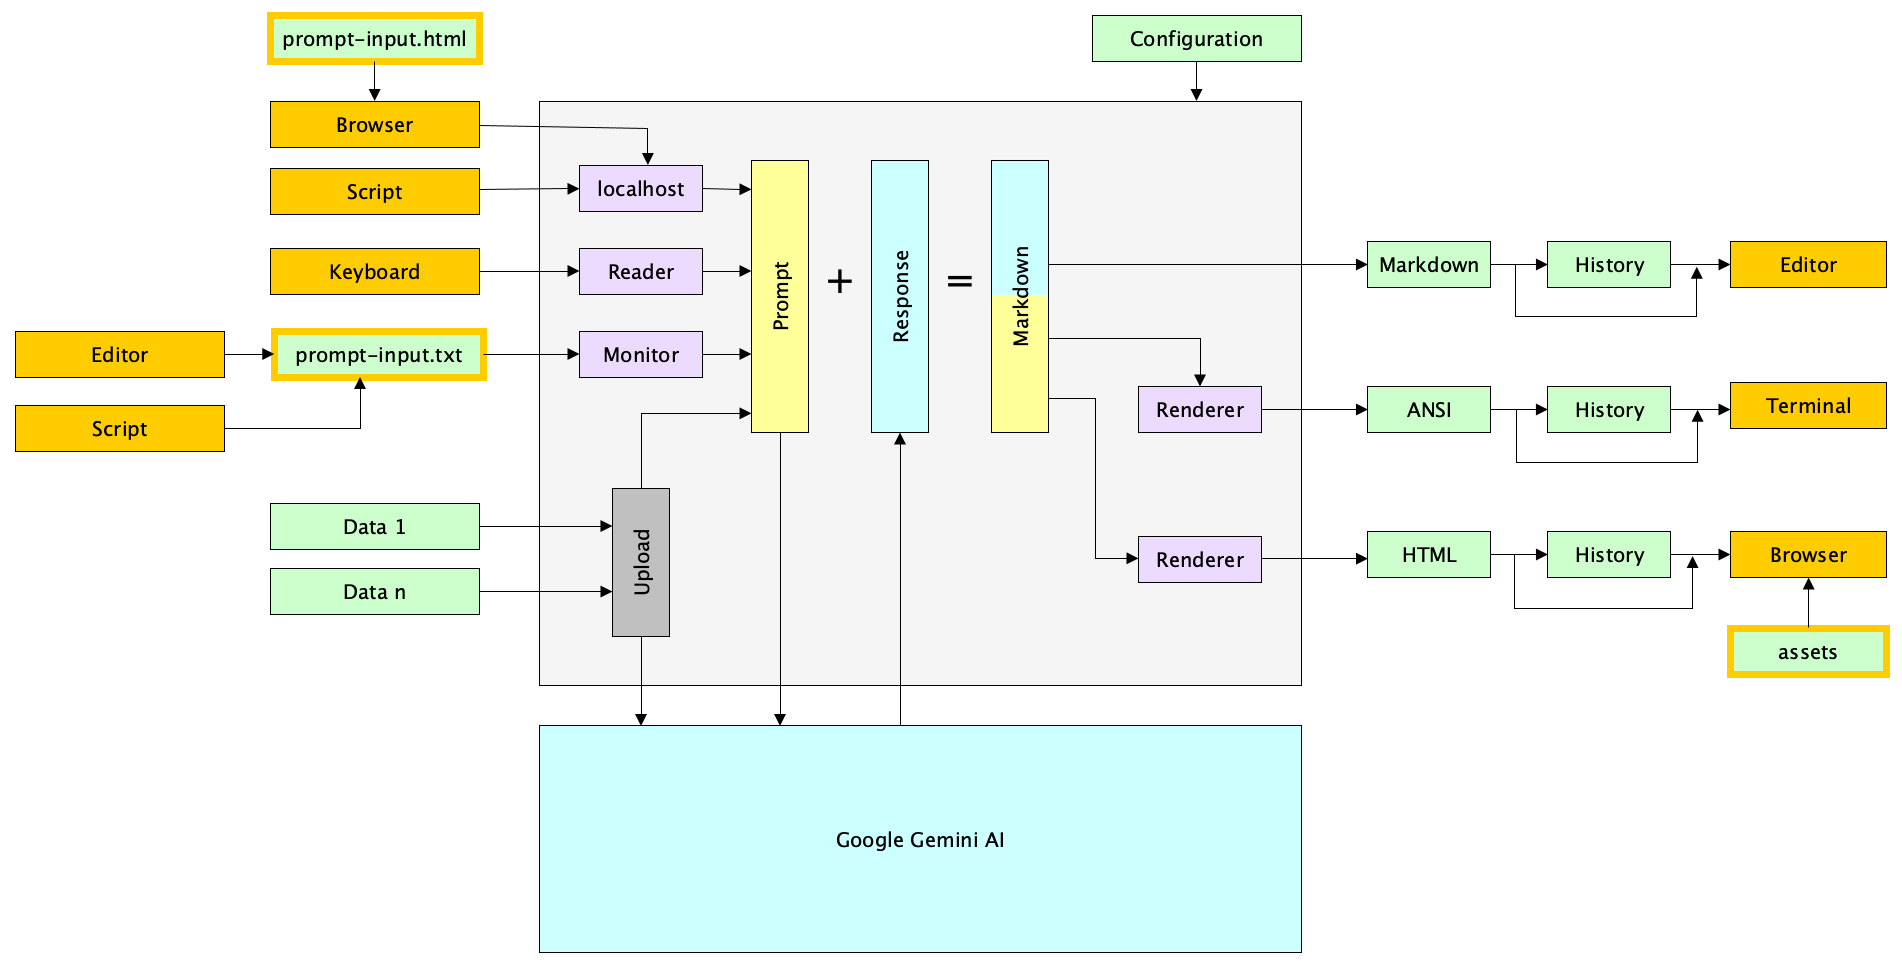 prompt-input.html
Configuration
Browser
Script
localhost
Keyboard
Reader
Editor
prompt-input.txt
Monitor
Script
Prompt
+
Response
=
Markdown
Markdown
History
Editor
Renderer
ANSI
History
Terminal
Data 1
Data n
Upload
Renderer
HTML
History
Browser
assets
Google Gemini AI